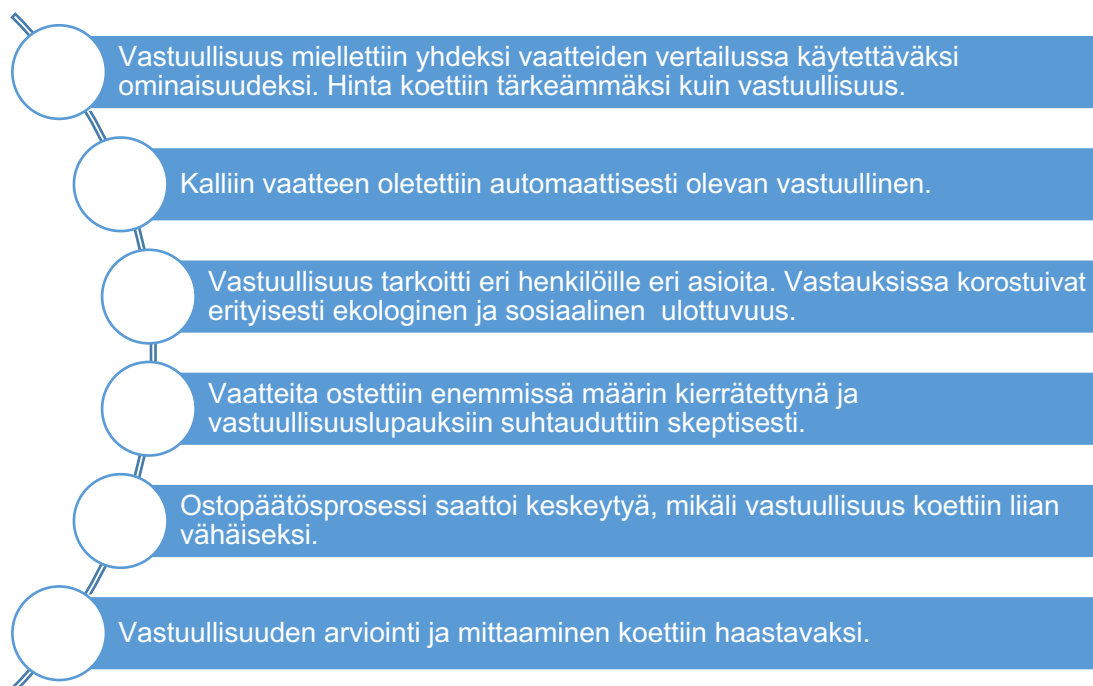 Vastuullisuus miellettiin yhdeksi vaatteiden vertailussa käytettäväksi
ominaisuudeksi. Hinta koettiin tärkeämmäksi kuin vastuullisuus.
Kalliin vaatteen oletettiin automaattisesti olevan vastuullinen.
Vastuullisuus tarkoitti eri henkilöille eri asioita. Vastauksissa korostuivat
erityisesti ekologinen ja sosiaalinen ulottuvuus.
Vaatteita ostettiin enemmissä määrin kierrätettynä ja
vastuullisuuslupauksiin suhtauduttiin skeptisesti.
Ostopäätösprosessi saattoi keskeytyä, mikäli vastuullisuus koettiin liian
vähäiseksi.
Vastuullisuuden arviointi ja mittaaminen koettiin haastavaksi.